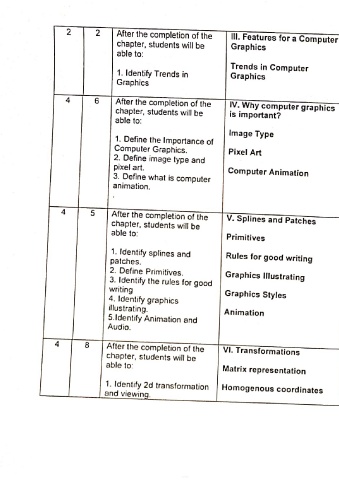 2 2 After the completion of the
chapter, students will be
able to:
1. Identify Trends in
Graphics
III. Features for a Computer
Graphics
Trends in Computer
Graphics
4 6 After the completion of the
chapter, students will be
able to:
1. Define the Importance of
Computer Graphics.
2. Define image type and
pixel art.
3. Define what is computer
animation.
.
IV. Why computer graphics
is important?
Image Type
Pixel Art
Computer Animation
4 5 After the completion of the
chapter, students will be
able to:
1. Identify splines and
patches.
2. Define Primitives.
3. Identify the rules for good
writing
4. Identify graphics
illustrating.
5.Identify Animation and
Audio.
V. Splines and Patches
Primitives
Rules for good writing
Graphics Illustrating
Graphics Styles
Animation
4 8 After the completion of the
chapter, students will be
able to:
1. Identify 2d transformation
and viewing.
VI. Transformations
Matrix representation
Homogenous coordinates